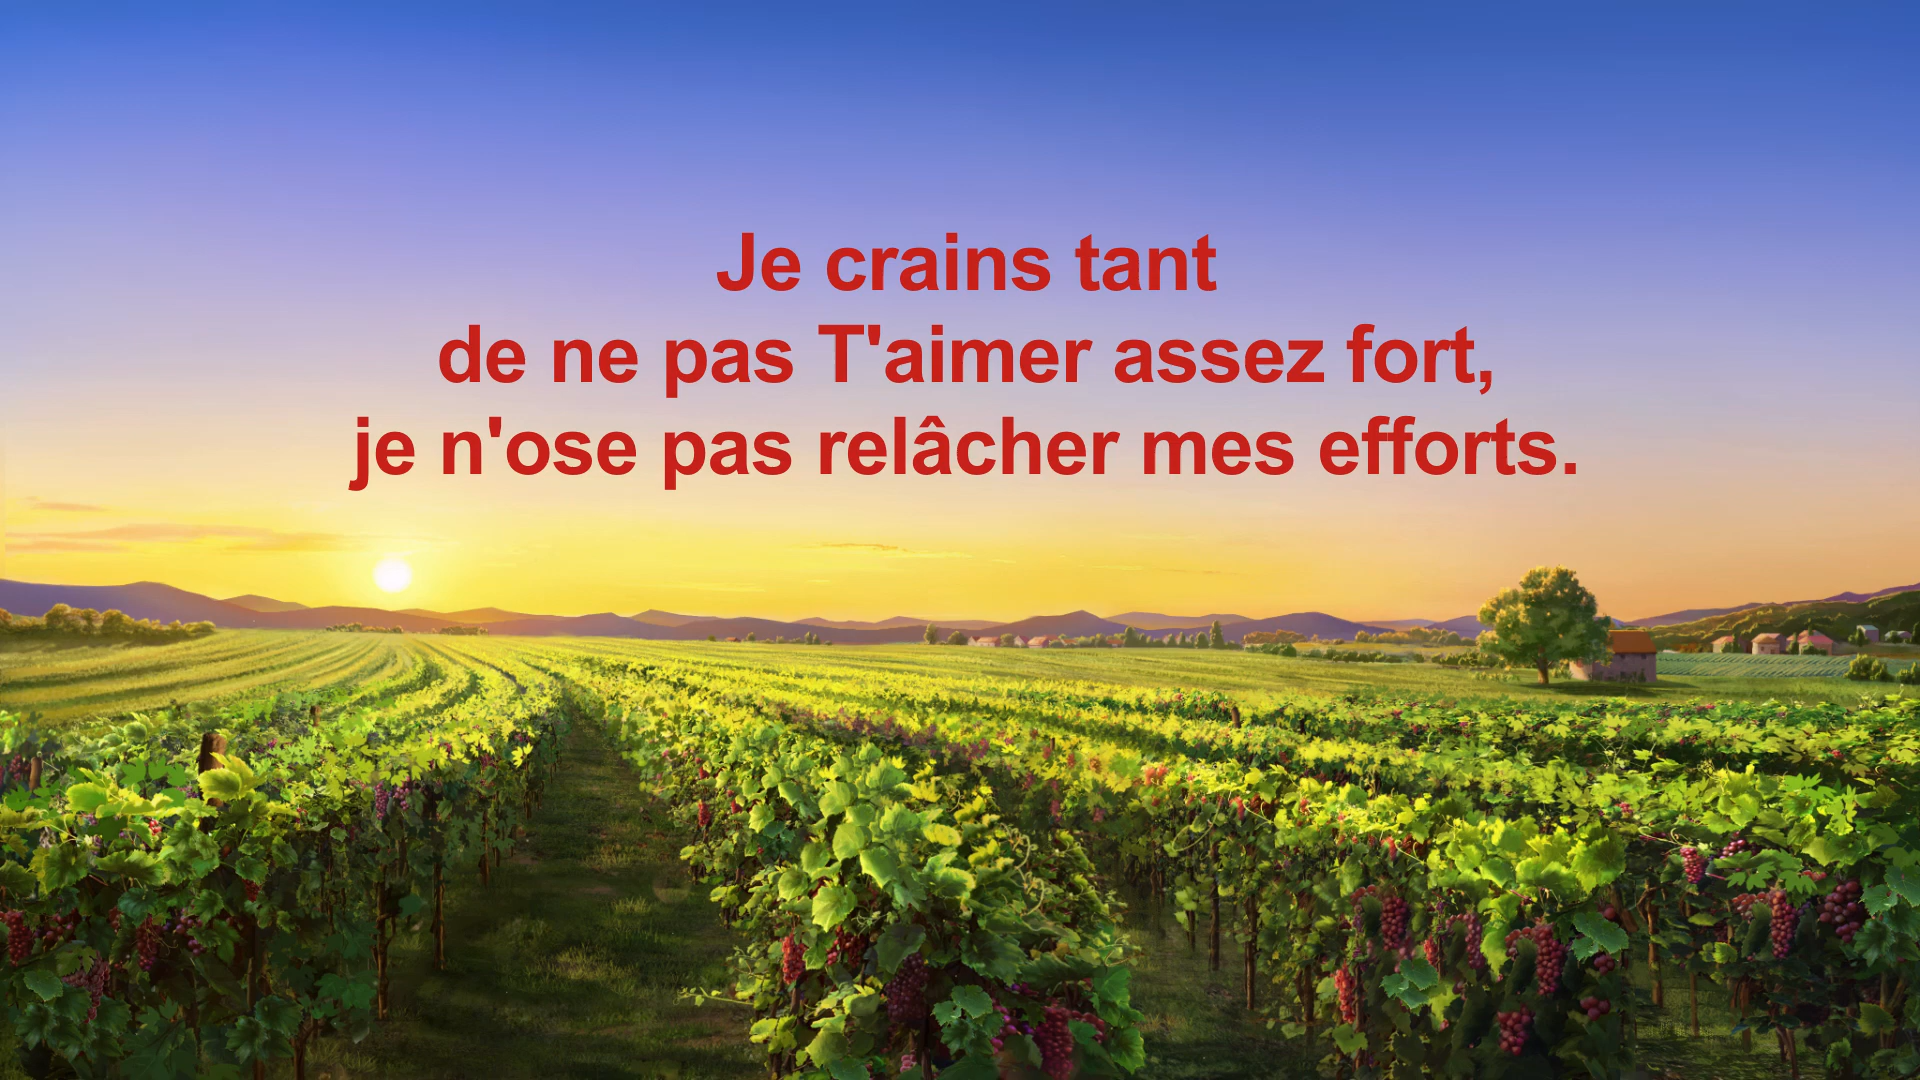 Je crains tant
de ne pas T'aimer assez fort,
je n'ose pas relâcher mes efforts.